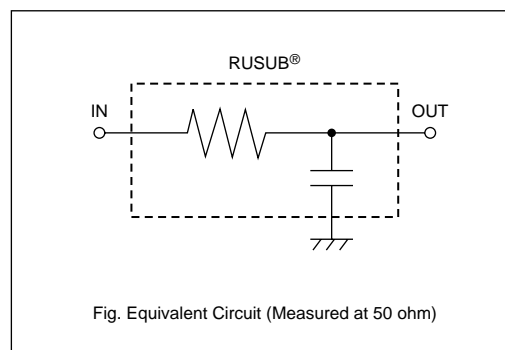 RUSUB®
IN
OUT
Fig. Equivalent Circuit (Measured at 50 ohm)